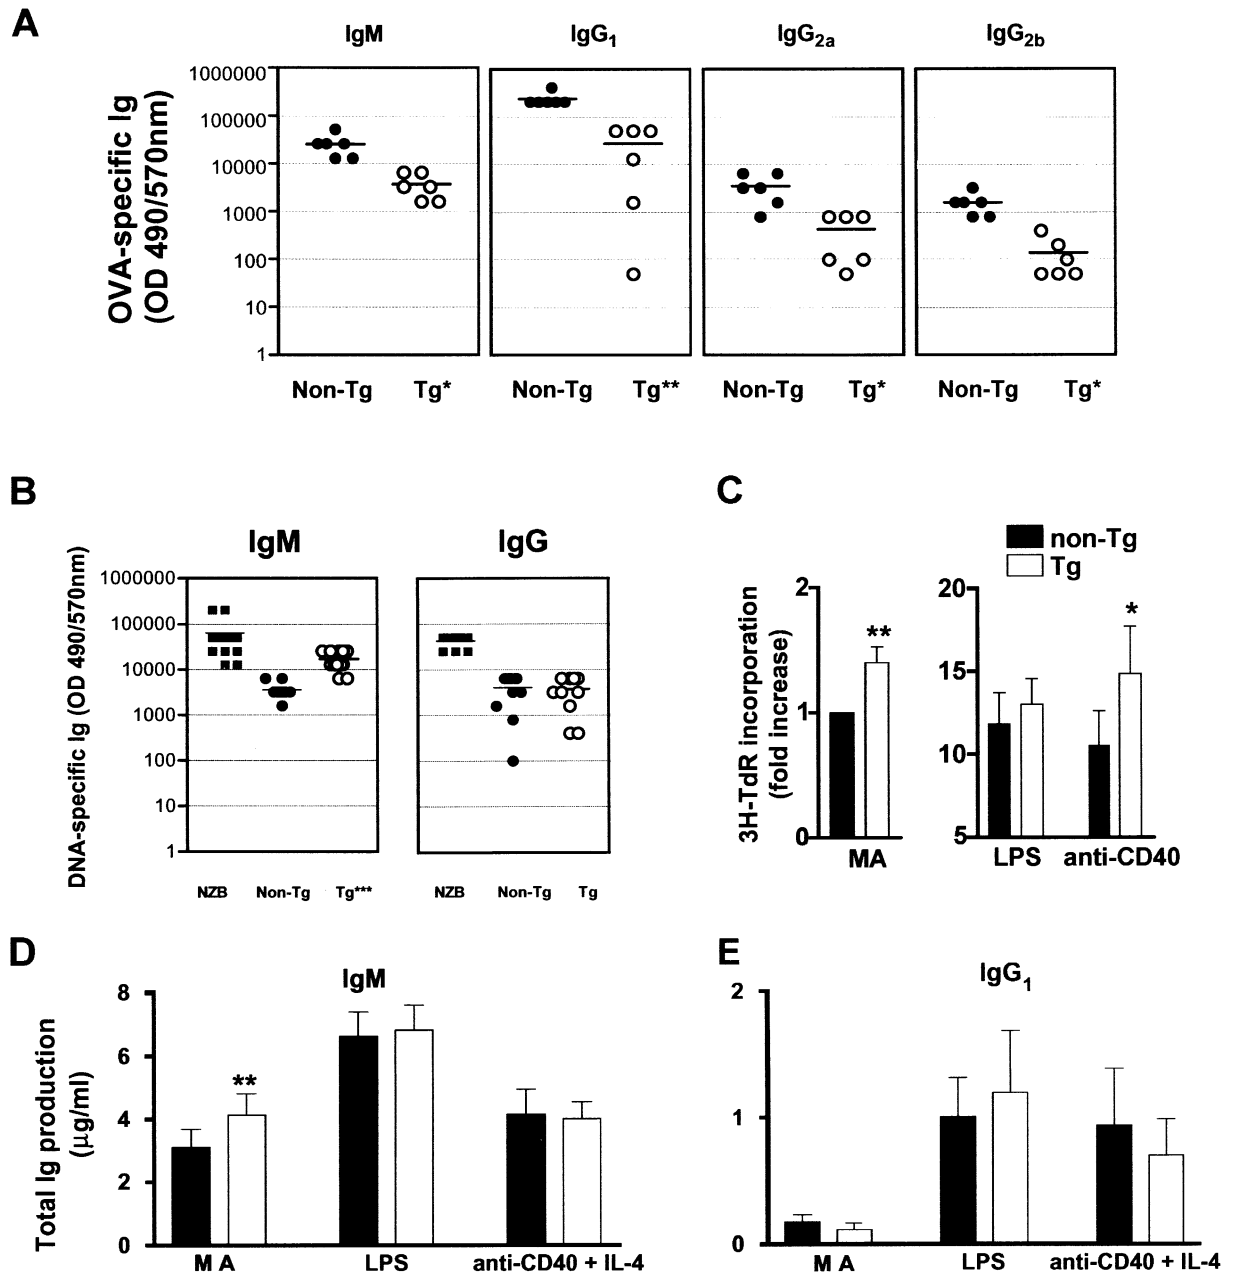 A
IgM
IgG1
IgG2a
IgG2b
OVA-specific Ig
(OD 490/570nm)
1000000
100000
10000
1000
100
10
1
Non-Tg Tg*
Non-Tg Tg**
Non-Tg Tg*
Non-Tg Tg*
B
IgM
IgG
DNA-specific Ig (OD 490/570nm)
1000000
100000
10000
1000
100
10
1
NZB Non-Tg Tg***
NZB Non-Tg Tg
C
non-Tg
Tg
3H-TdR incorporation
(fold increase)
2
1
0
**
MA
20
15
10
5
*
LPS anti-CD40
D
IgM
Total Ig production
(µg/ml)
8
6
4
2
0
**
M A LPS anti-CD40 + IL-4
E
IgG1
2
1
0
M A LPS anti-CD40 + IL-4